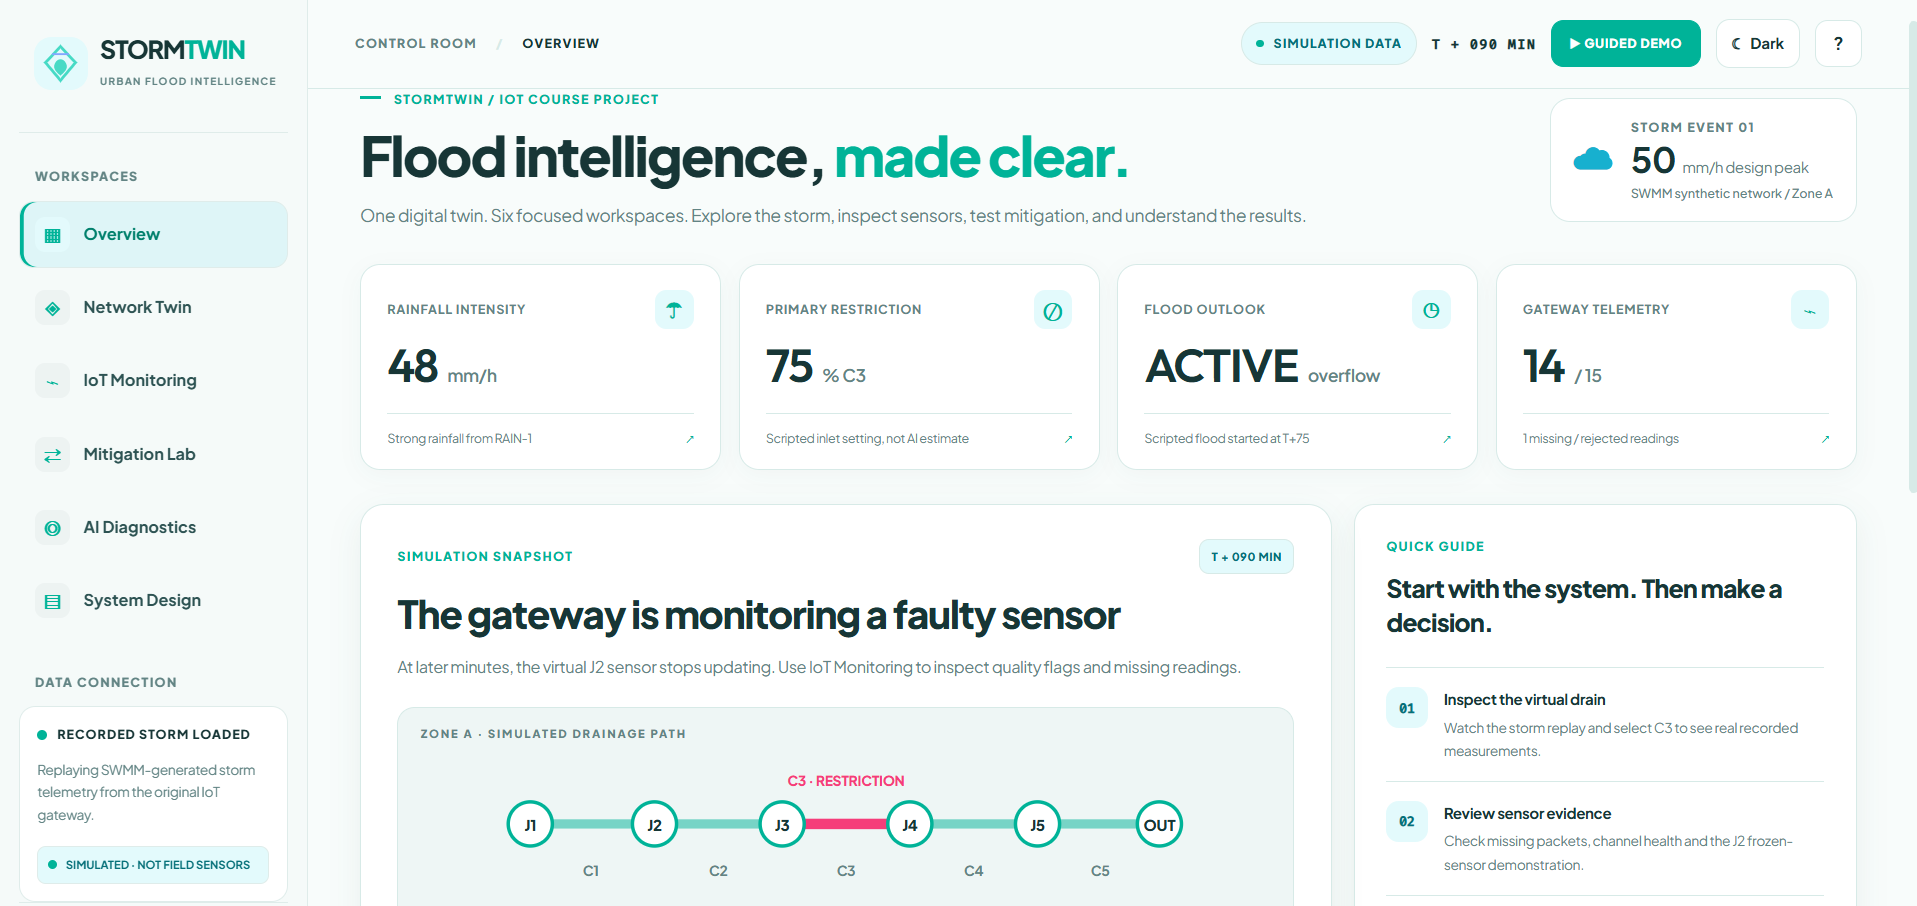 STORMTWIN
URBAN FLOOD INTELLIGENCE
WORKSPACES
Overview
Network Twin
IoT Monitoring
Mitigation Lab
AI Diagnostics
System Design
DATA CONNECTION
RECORDED STORM LOADED
Replaying SWMM-generated storm
telemetry from the original IoT
gateway.
SIMULATED · NOT FIELD SENSORS
CONTROL ROOM / OVERVIEW
SIMULATION DATA
T + 090 MIN
▶ GUIDED DEMO
☾ Dark
?
STORMTWIN / IOT COURSE PROJECT
Flood intelligence, made clear.
One digital twin. Six focused workspaces. Explore the storm, inspect sensors, test mitigation, and understand the results.
STORM EVENT 01
50 mm/h design peak
SWMM synthetic network / Zone A
RAINFALL INTENSITY
48 mm/h
Strong rainfall from RAIN-1 ↗
PRIMARY RESTRICTION
75 % C3
Scripted inlet setting, not AI estimate ↗
FLOOD OUTLOOK
ACTIVE overflow
Scripted flood started at T+75 ↗
GATEWAY TELEMETRY
14 / 15
1 missing / rejected readings ↗
SIMULATION SNAPSHOT
T + 090 MIN
The gateway is monitoring a faulty sensor
At later minutes, the virtual J2 sensor stops updating. Use IoT Monitoring to inspect quality flags and missing readings.
ZONE A · SIMULATED DRAINAGE PATH
C3 · RESTRICTION
J1 J2 J3 J4 J5 OUT
C1 C2 C3 C4 C5
QUICK GUIDE
Start with the system. Then make a
decision.
01
Inspect the virtual drain
Watch the storm replay and select C3 to see real recorded
measurements.
02
Review sensor evidence
Check missing packets, channel health and the J2 frozen-
sensor demonstration.